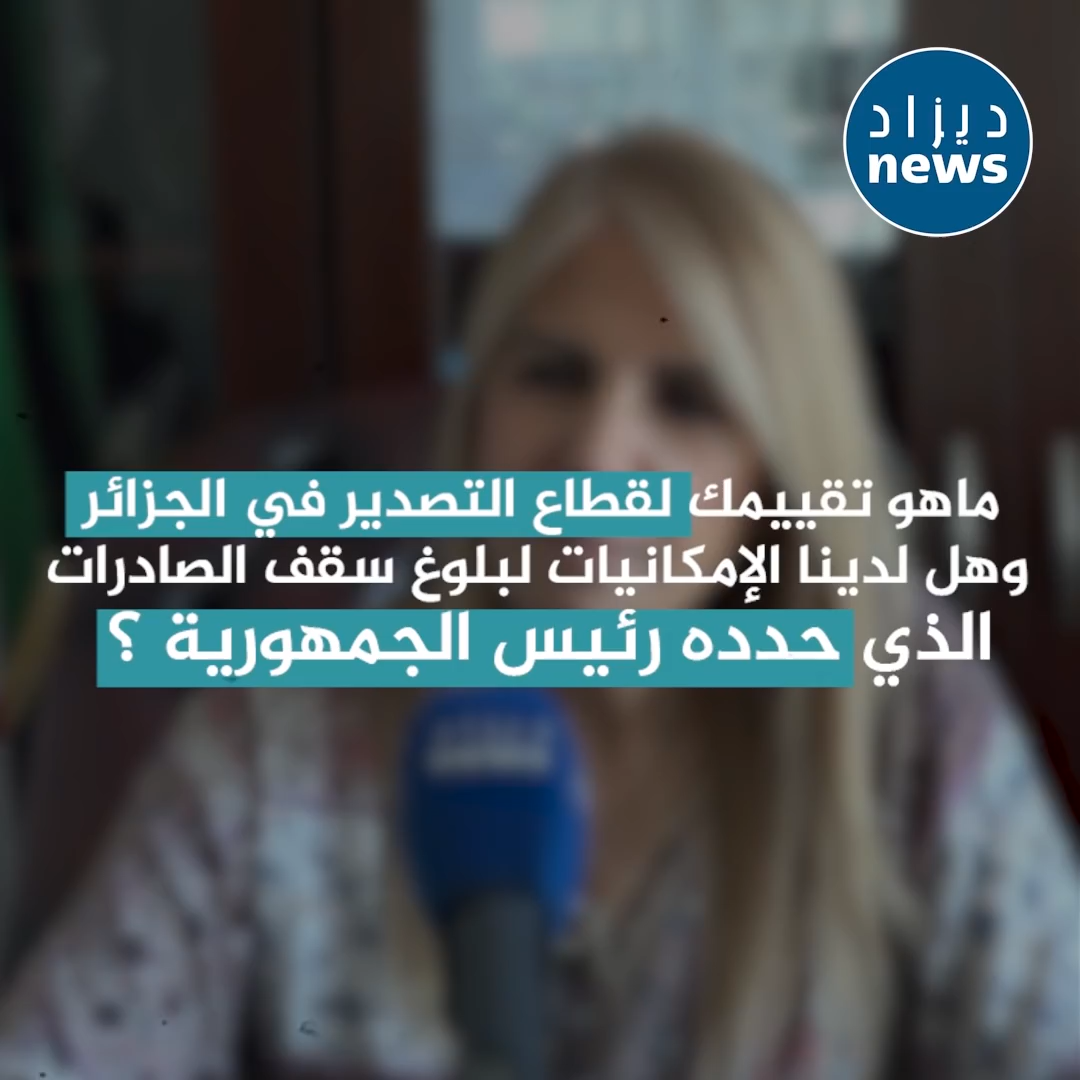 ديزاد
news
ماهو تقييمك لقطاع التصدير في الجزائر
وهل لدينا الإمكانيات لبلوغ سقف الصادرات
الذي حدده رئيس الجمهورية ؟